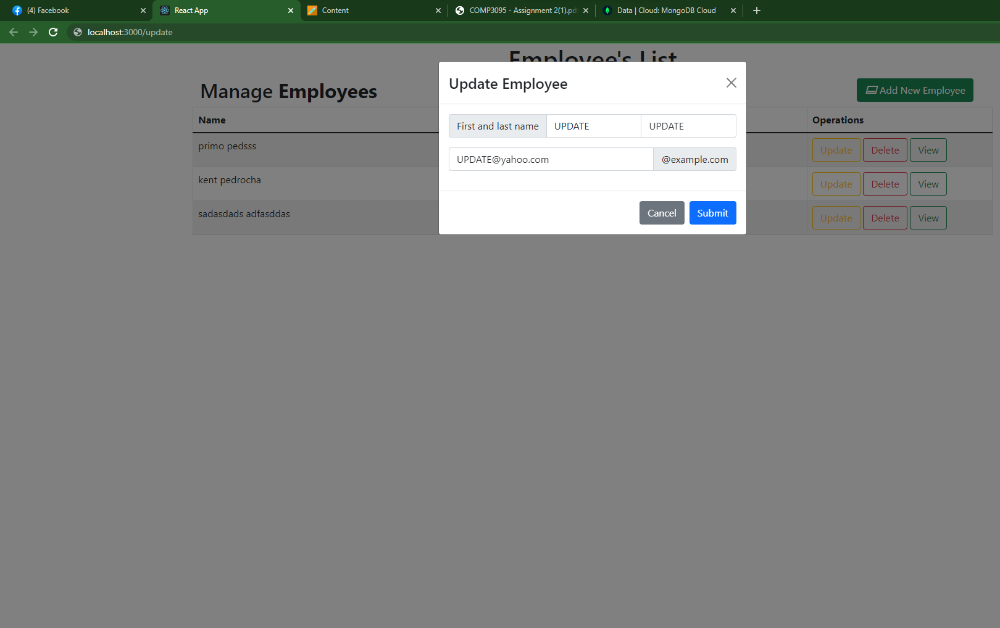 (4) Facebook
React App
Content
COMP3095 - Assignment 2(1).pd
Data | Cloud: MongoDB Cloud
localhost:3000/update
Employee's List
Manage Employees
Add New Employee
Update Employee
Name
Operations
First and last name UPDATE UPDATE
primo pedsss
Update Delete View
UPDATE@yahoo.com @example.com
kent pedrocha
Update Delete View
sadasdads adfasddas
Update Delete View
Cancel Submit